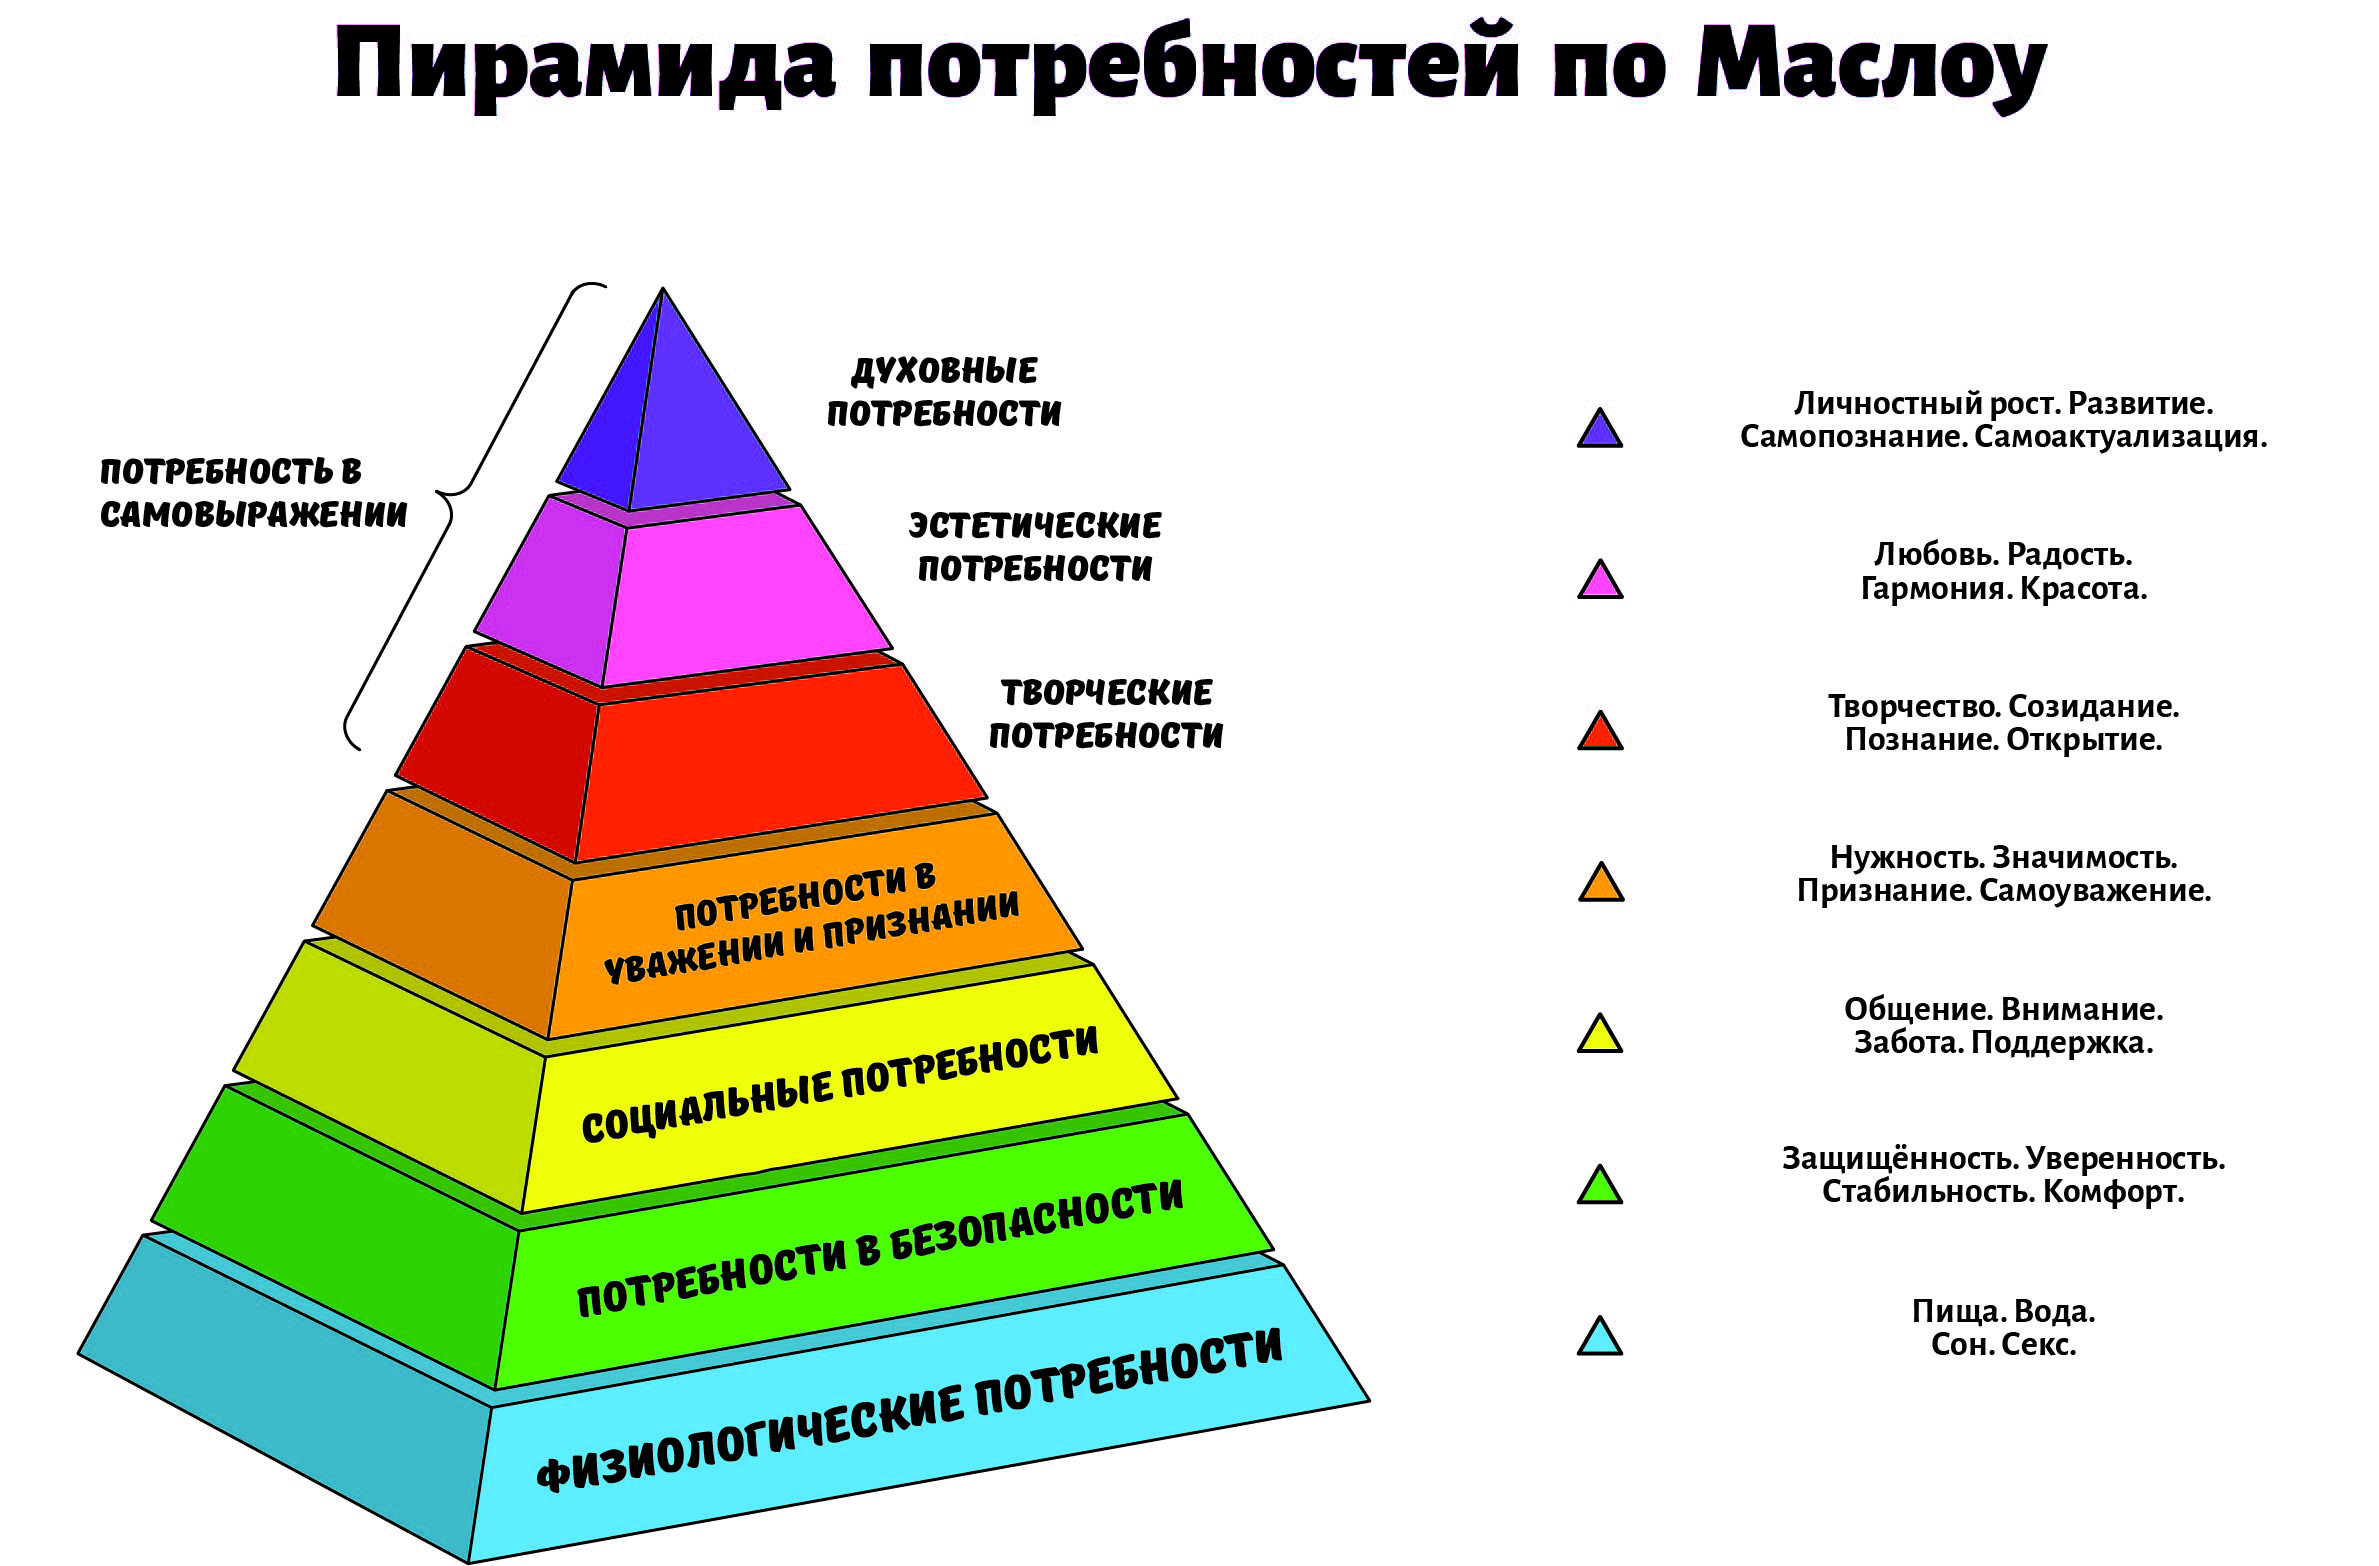 Пирамида потребностей по Маслоу
ПОТРЕБНОСТЬ В
САМОВЫРАЖЕНИИ
ДУХОВНЫЕ
ПОТРЕБНОСТИ
ЭСТЕТИЧЕСКИЕ
ПОТРЕБНОСТИ
ТВОРЧЕСКИЕ
ПОТРЕБНОСТИ
ПОТРЕБНОСТИ В
УВАЖЕНИИ И ПРИЗНАНИИ
СОЦИАЛЬНЫЕ ПОТРЕБНОСТИ
ПОТРЕБНОСТИ В БЕЗОПАСНОСТИ
ФИЗИОЛОГИЧЕСКИЕ ПОТРЕБНОСТИ
Личностный рост. Развитие.
Самопознание. Самоактуализация.
Любовь. Радость.
Гармония. Красота.
Творчество. Созидание.
Познание. Открытие.
Нужность. Значимость.
Признание. Самоуважение.
Общение. Внимание.
Забота. Поддержка.
Защищённость. Уверенность.
Стабильность. Комфорт.
Пища. Вода.
Сон. Секс.